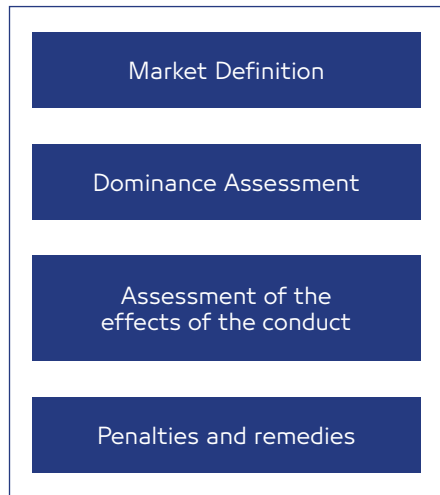 Market Definition
Dominance Assessment
Assessment of the
effects of the conduct
Penalties and remedies